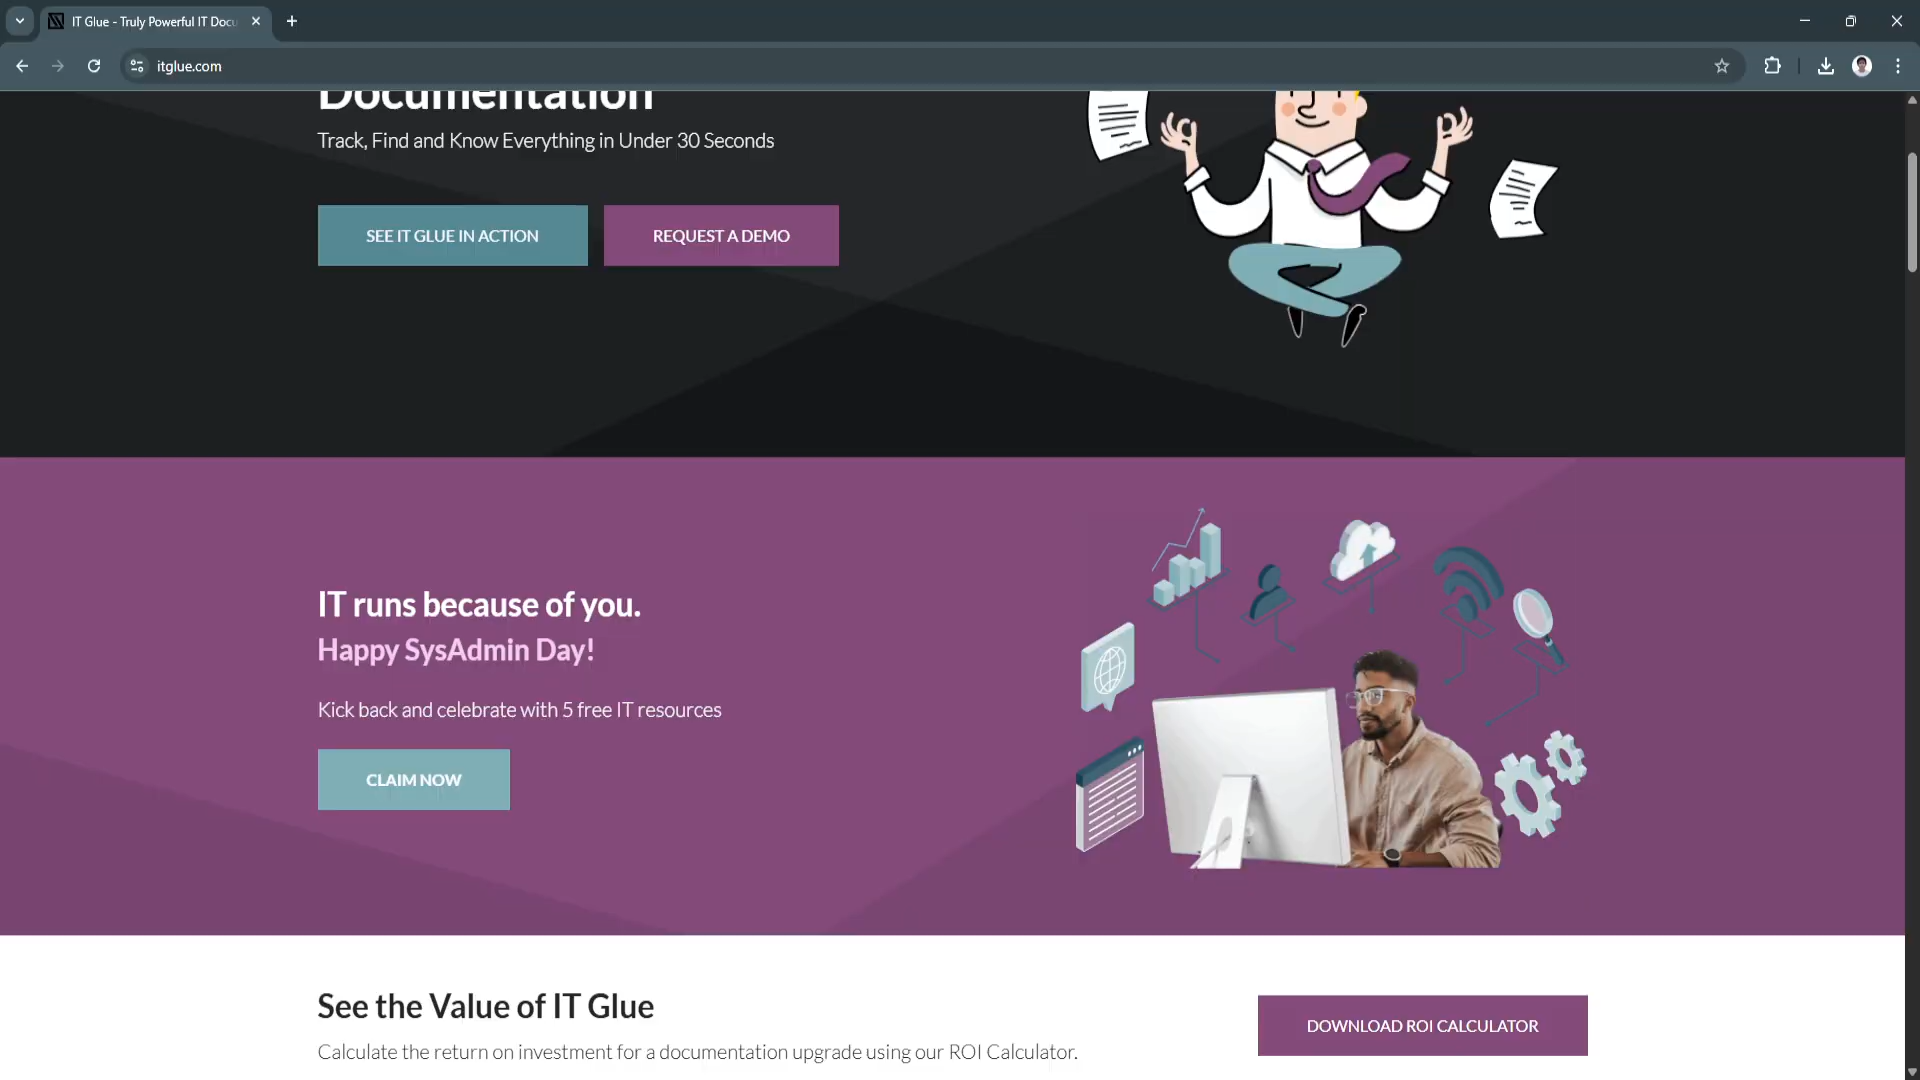 IT Glue - Truly Powerful IT Docu
itglue.com
Documentation
Track, Find and Know Everything in Under 30 Seconds
SEE IT GLUE IN ACTION
REQUEST A DEMO
IT runs because of you.
Happy SysAdmin Day!
Kick back and celebrate with 5 free IT resources
CLAIM NOW
See the Value of IT Glue
Calculate the return on investment for a documentation upgrade using our ROI Calculator.
DOWNLOAD ROI CALCULATOR